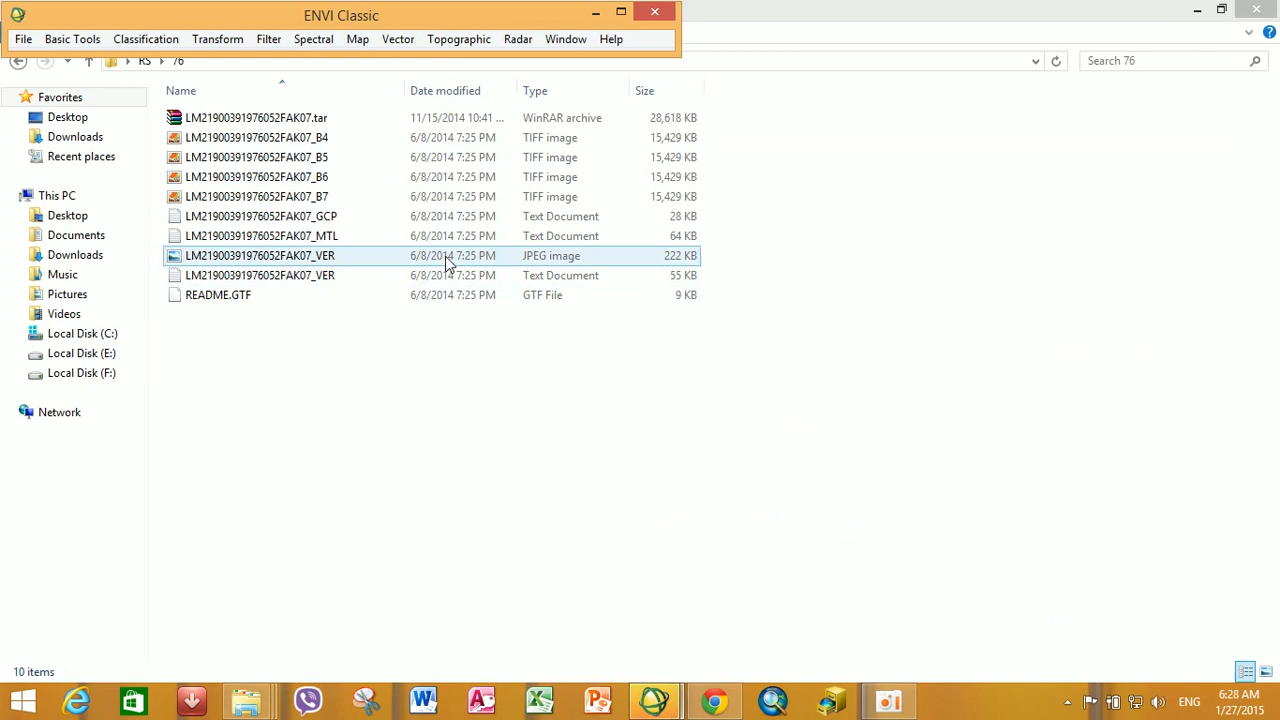 ENVI Classic
File Basic Tools Classification Transform Filter Spectral Map Vector Topographic Radar Window Help
RS 76 Search 76
Name Date modified Type Size
Favorites
Desktop
Downloads
Recent places
This PC
Desktop
Documents
Downloads
Music
Pictures
Videos
Local Disk (C:)
Local Disk (E:)
Local Disk (F:)
Network
LM21900391976052FAK07.tar 11/15/2014 10:41 ... WinRAR archive 28,618 KB
LM21900391976052FAK07_B4 6/8/2014 7:25 PM TIFF image 15,429 KB
LM21900391976052FAK07_B5 6/8/2014 7:25 PM TIFF image 15,429 KB
LM21900391976052FAK07_B6 6/8/2014 7:25 PM TIFF image 15,429 KB
LM21900391976052FAK07_B7 6/8/2014 7:25 PM TIFF image 15,429 KB
LM21900391976052FAK07_GCP 6/8/2014 7:25 PM Text Document 28 KB
LM21900391976052FAK07_MTL 6/8/2014 7:25 PM Text Document 64 KB
LM21900391976052FAK07_VER 6/8/2014 7:25 PM JPEG image 222 KB
LM21900391976052FAK07_VER 6/8/2014 7:25 PM Text Document 55 KB
README.GTF 6/8/2014 7:25 PM GTF File 9 KB
10 items
ENG
6:28 AM
1/27/2015